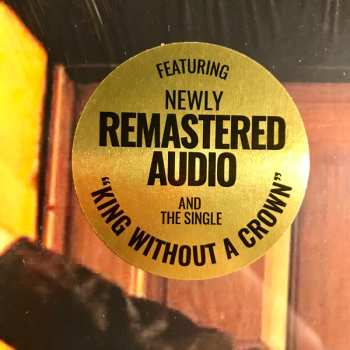 FEATURING
NEWLY
REMASTERED
AUDIO
AND
THE SINGLE
"KING WITHOUT A CROWN"